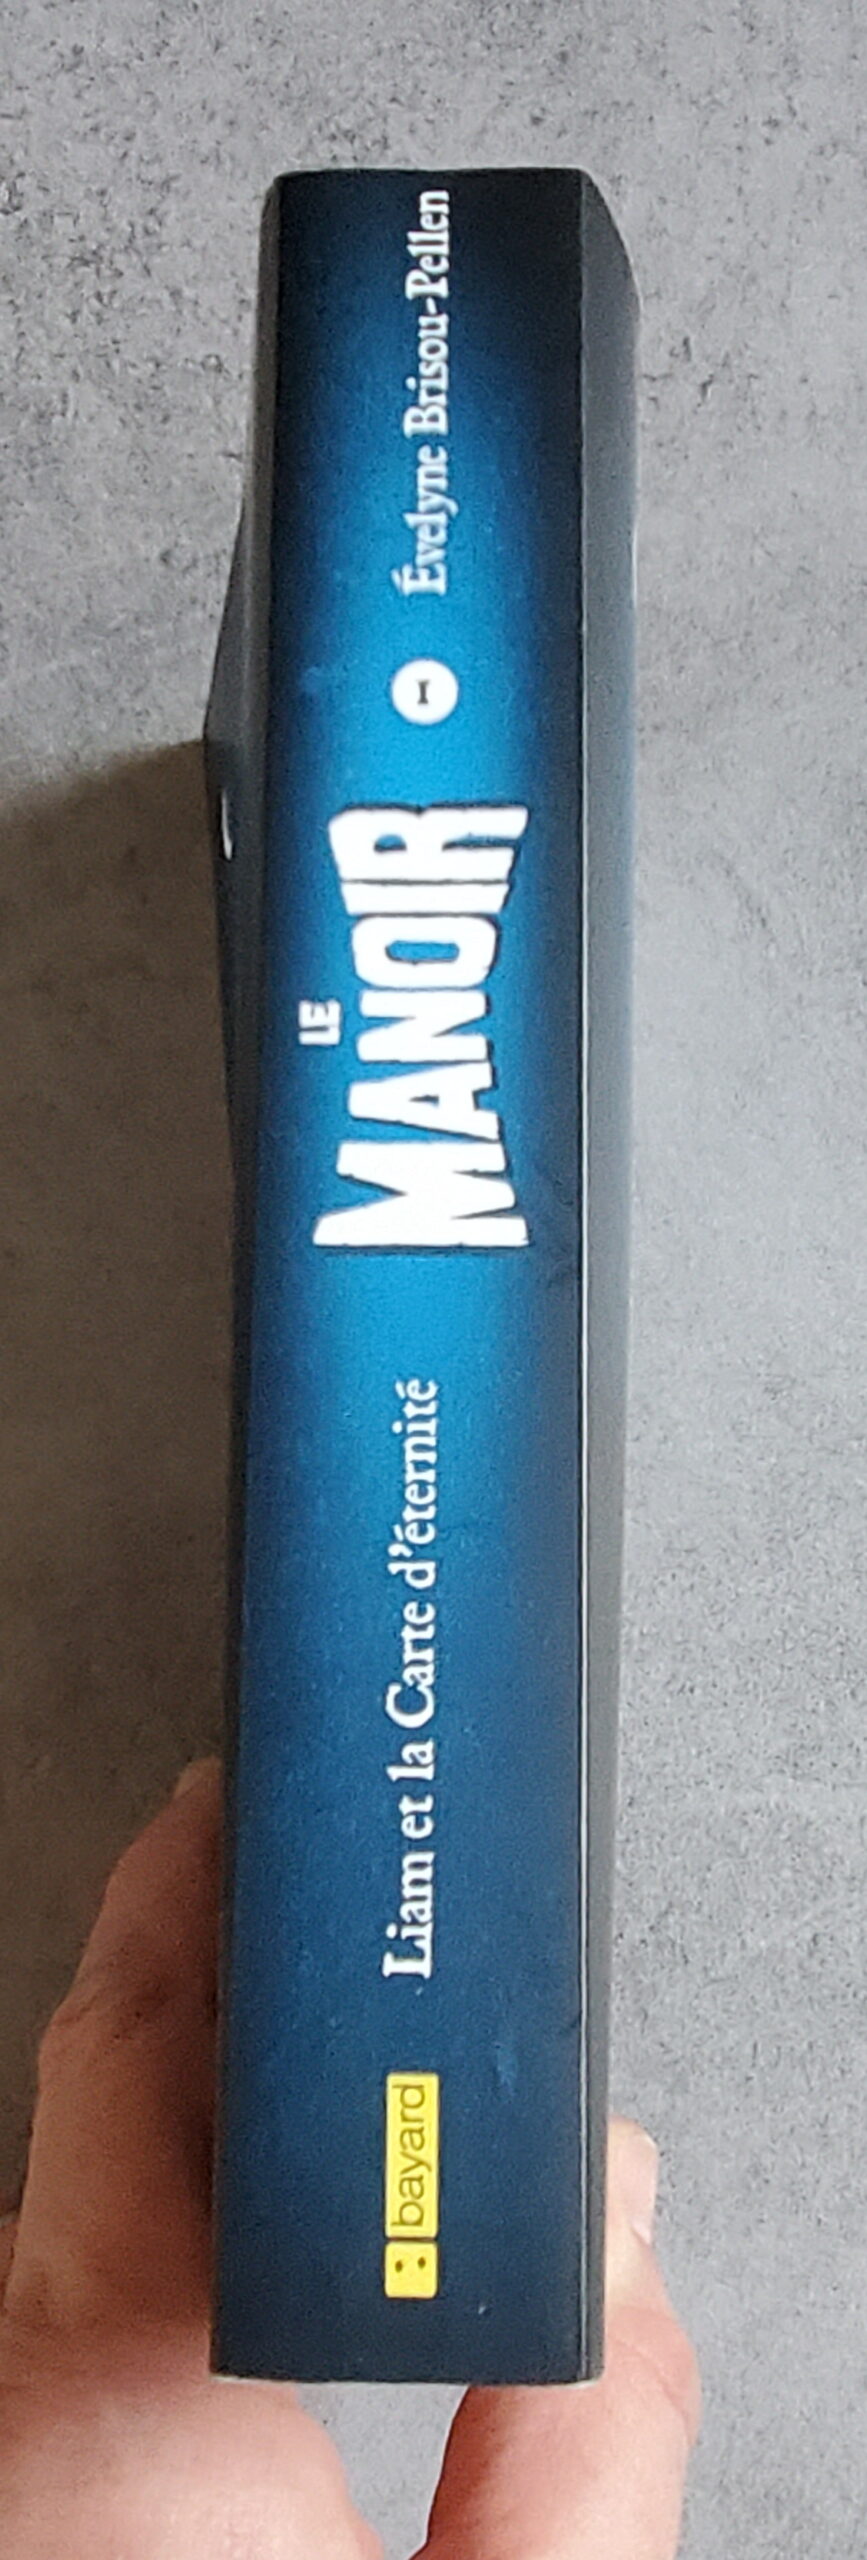 Évelyne Brisou-Pellen
1
LE
MANOIR
Liam et la Carte d'éternité
bayard